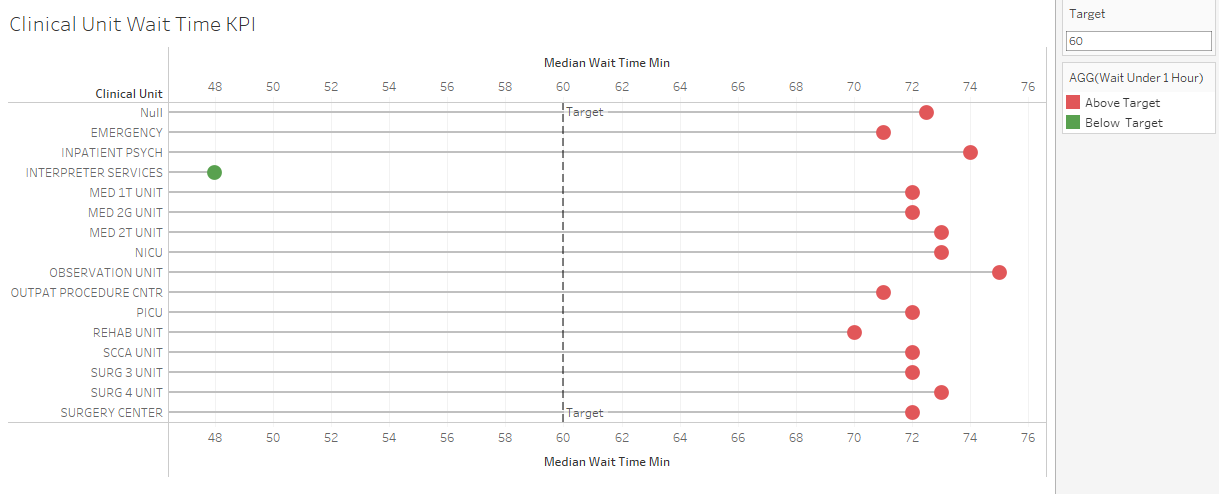 Clinical Unit Wait Time KPI
Target
60
AGG(Wait Under 1 Hour)
Above Target
Below Target
Median Wait Time Min
Clinical Unit
48 50 52 54 56 58 60 62 64 66 68 70 72 74 76
Null
Target
EMERGENCY
INPATIENT PSYCH
INTERPRETER SERVICES
MED 1T UNIT
MED 2G UNIT
MED 2T UNIT
NICU
OBSERVATION UNIT
OUTPAT PROCEDURE CNTR
PICU
REHAB UNIT
SCCA UNIT
SURG 3 UNIT
SURG 4 UNIT
SURGERY CENTER
Target
48 50 52 54 56 58 60 62 64 66 68 70 72 74 76
Median Wait Time Min